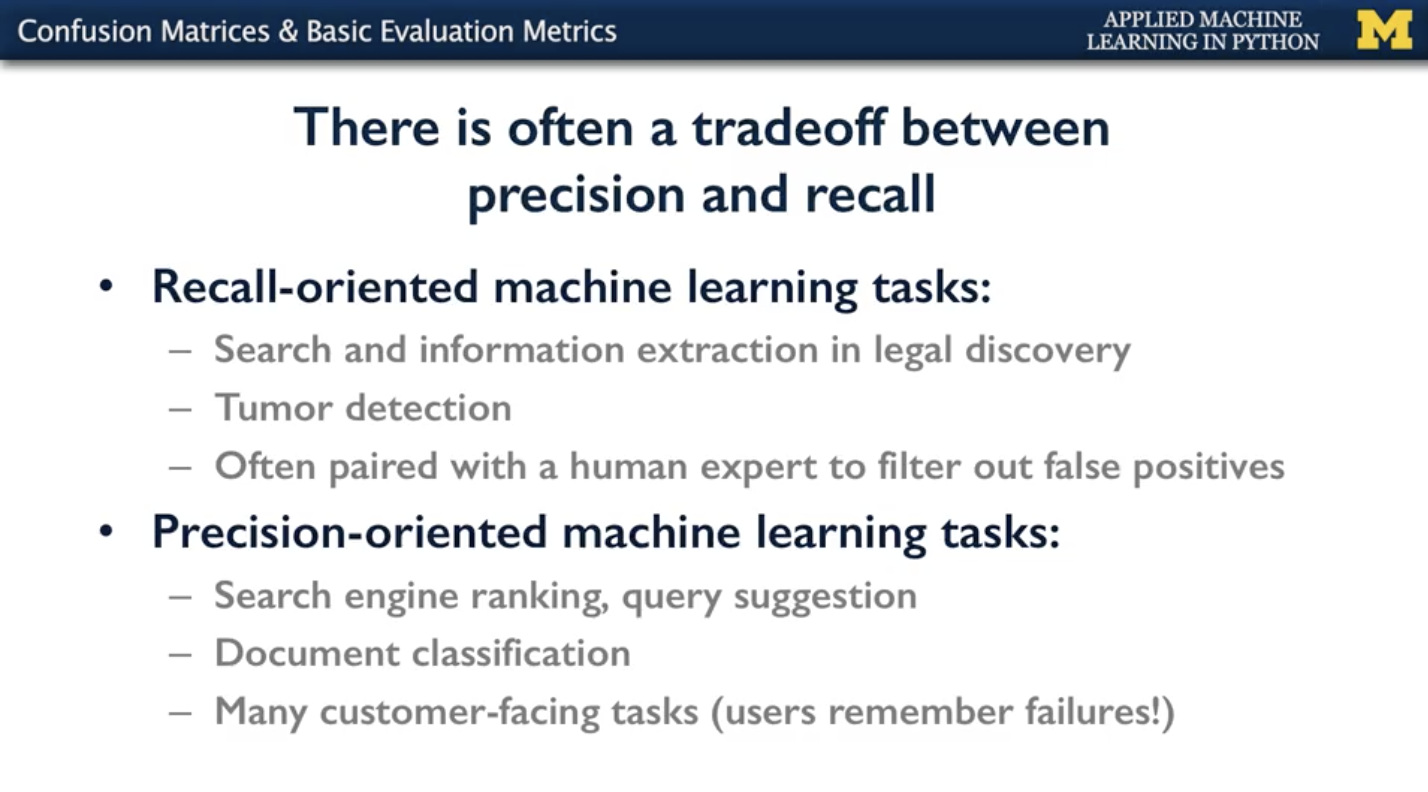 Confusion Matrices & Basic Evaluation Metrics
APPLIED MACHINE
LEARNING IN PYTHON
M
There is often a tradeoff between
precision and recall
• Recall-oriented machine learning tasks:
– Search and information extraction in legal discovery
– Tumor detection
– Often paired with a human expert to filter out false positives
• Precision-oriented machine learning tasks:
– Search engine ranking, query suggestion
– Document classification
– Many customer-facing tasks (users remember failures!)